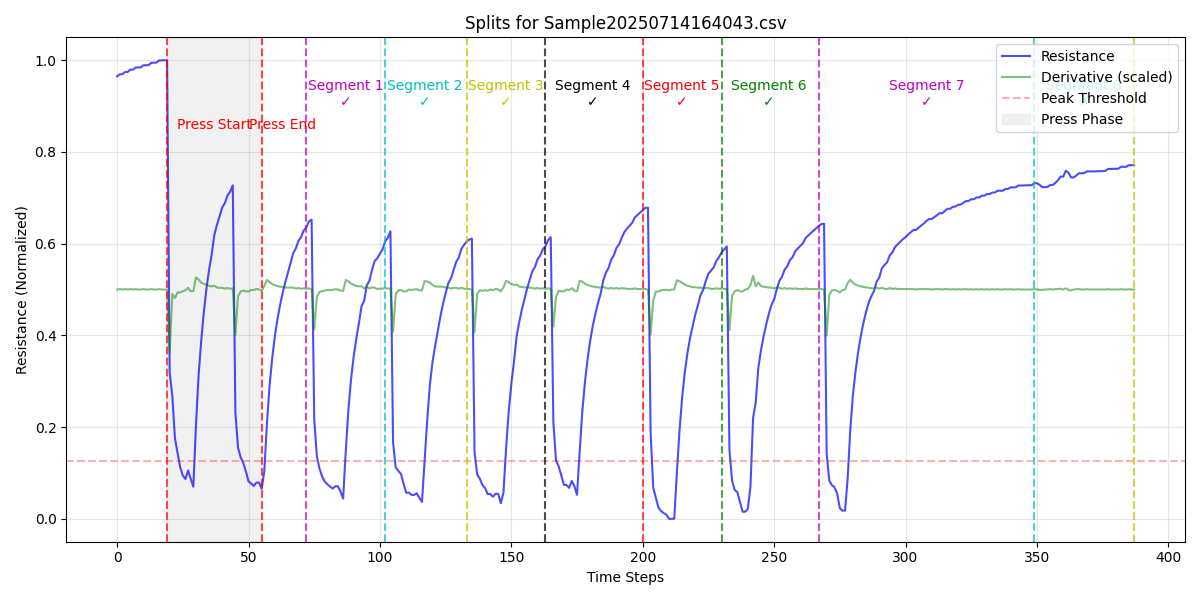 Splits for Sample20250714164043.csv
Resistance (Normalized)
1.0
0.8
0.6
0.4
0.2
0.0
Press Start
Press End
Segment 1
✓
Segment 2
✓
Segment 3
✓
Segment 4
✓
Segment 5
✓
Segment 6
✓
Segment 7
✓
Segment 8
Resistance
Derivative (scaled)
Peak Threshold
Press Phase
0
50
100
150
200
250
300
350
400
Time Steps